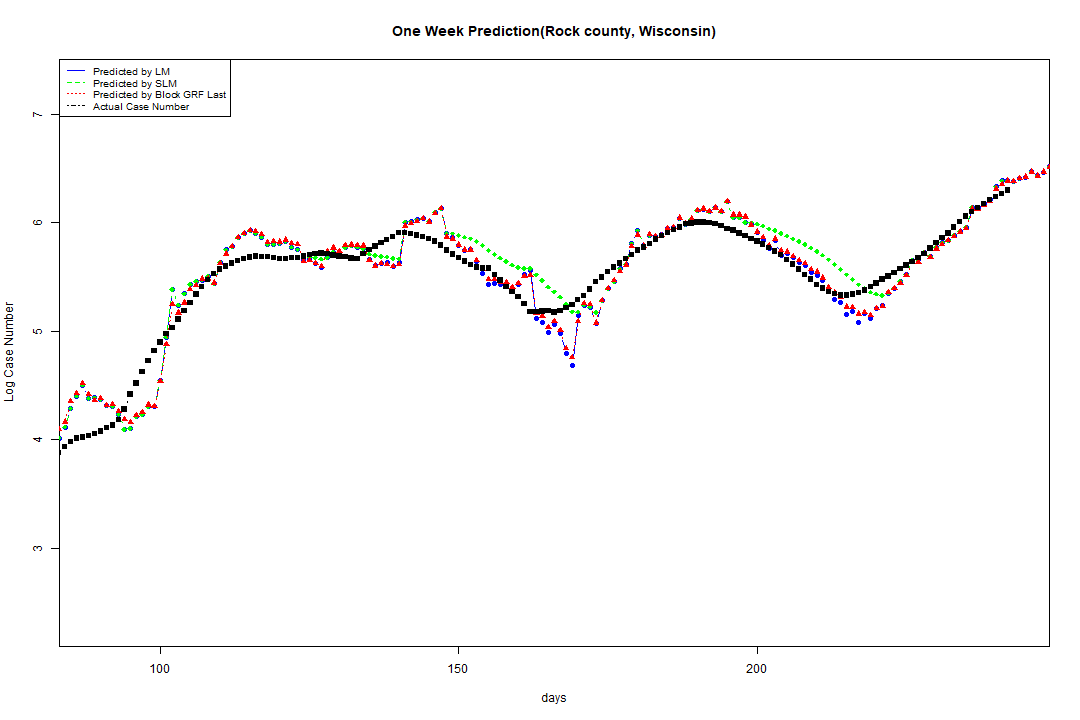 One Week Prediction(Rock county, Wisconsin)
Predicted by LM
Predicted by SLM
Predicted by Block GRF Last
Actual Case Number
7
6
5
4
3
Log Case Number
100 150 200
days